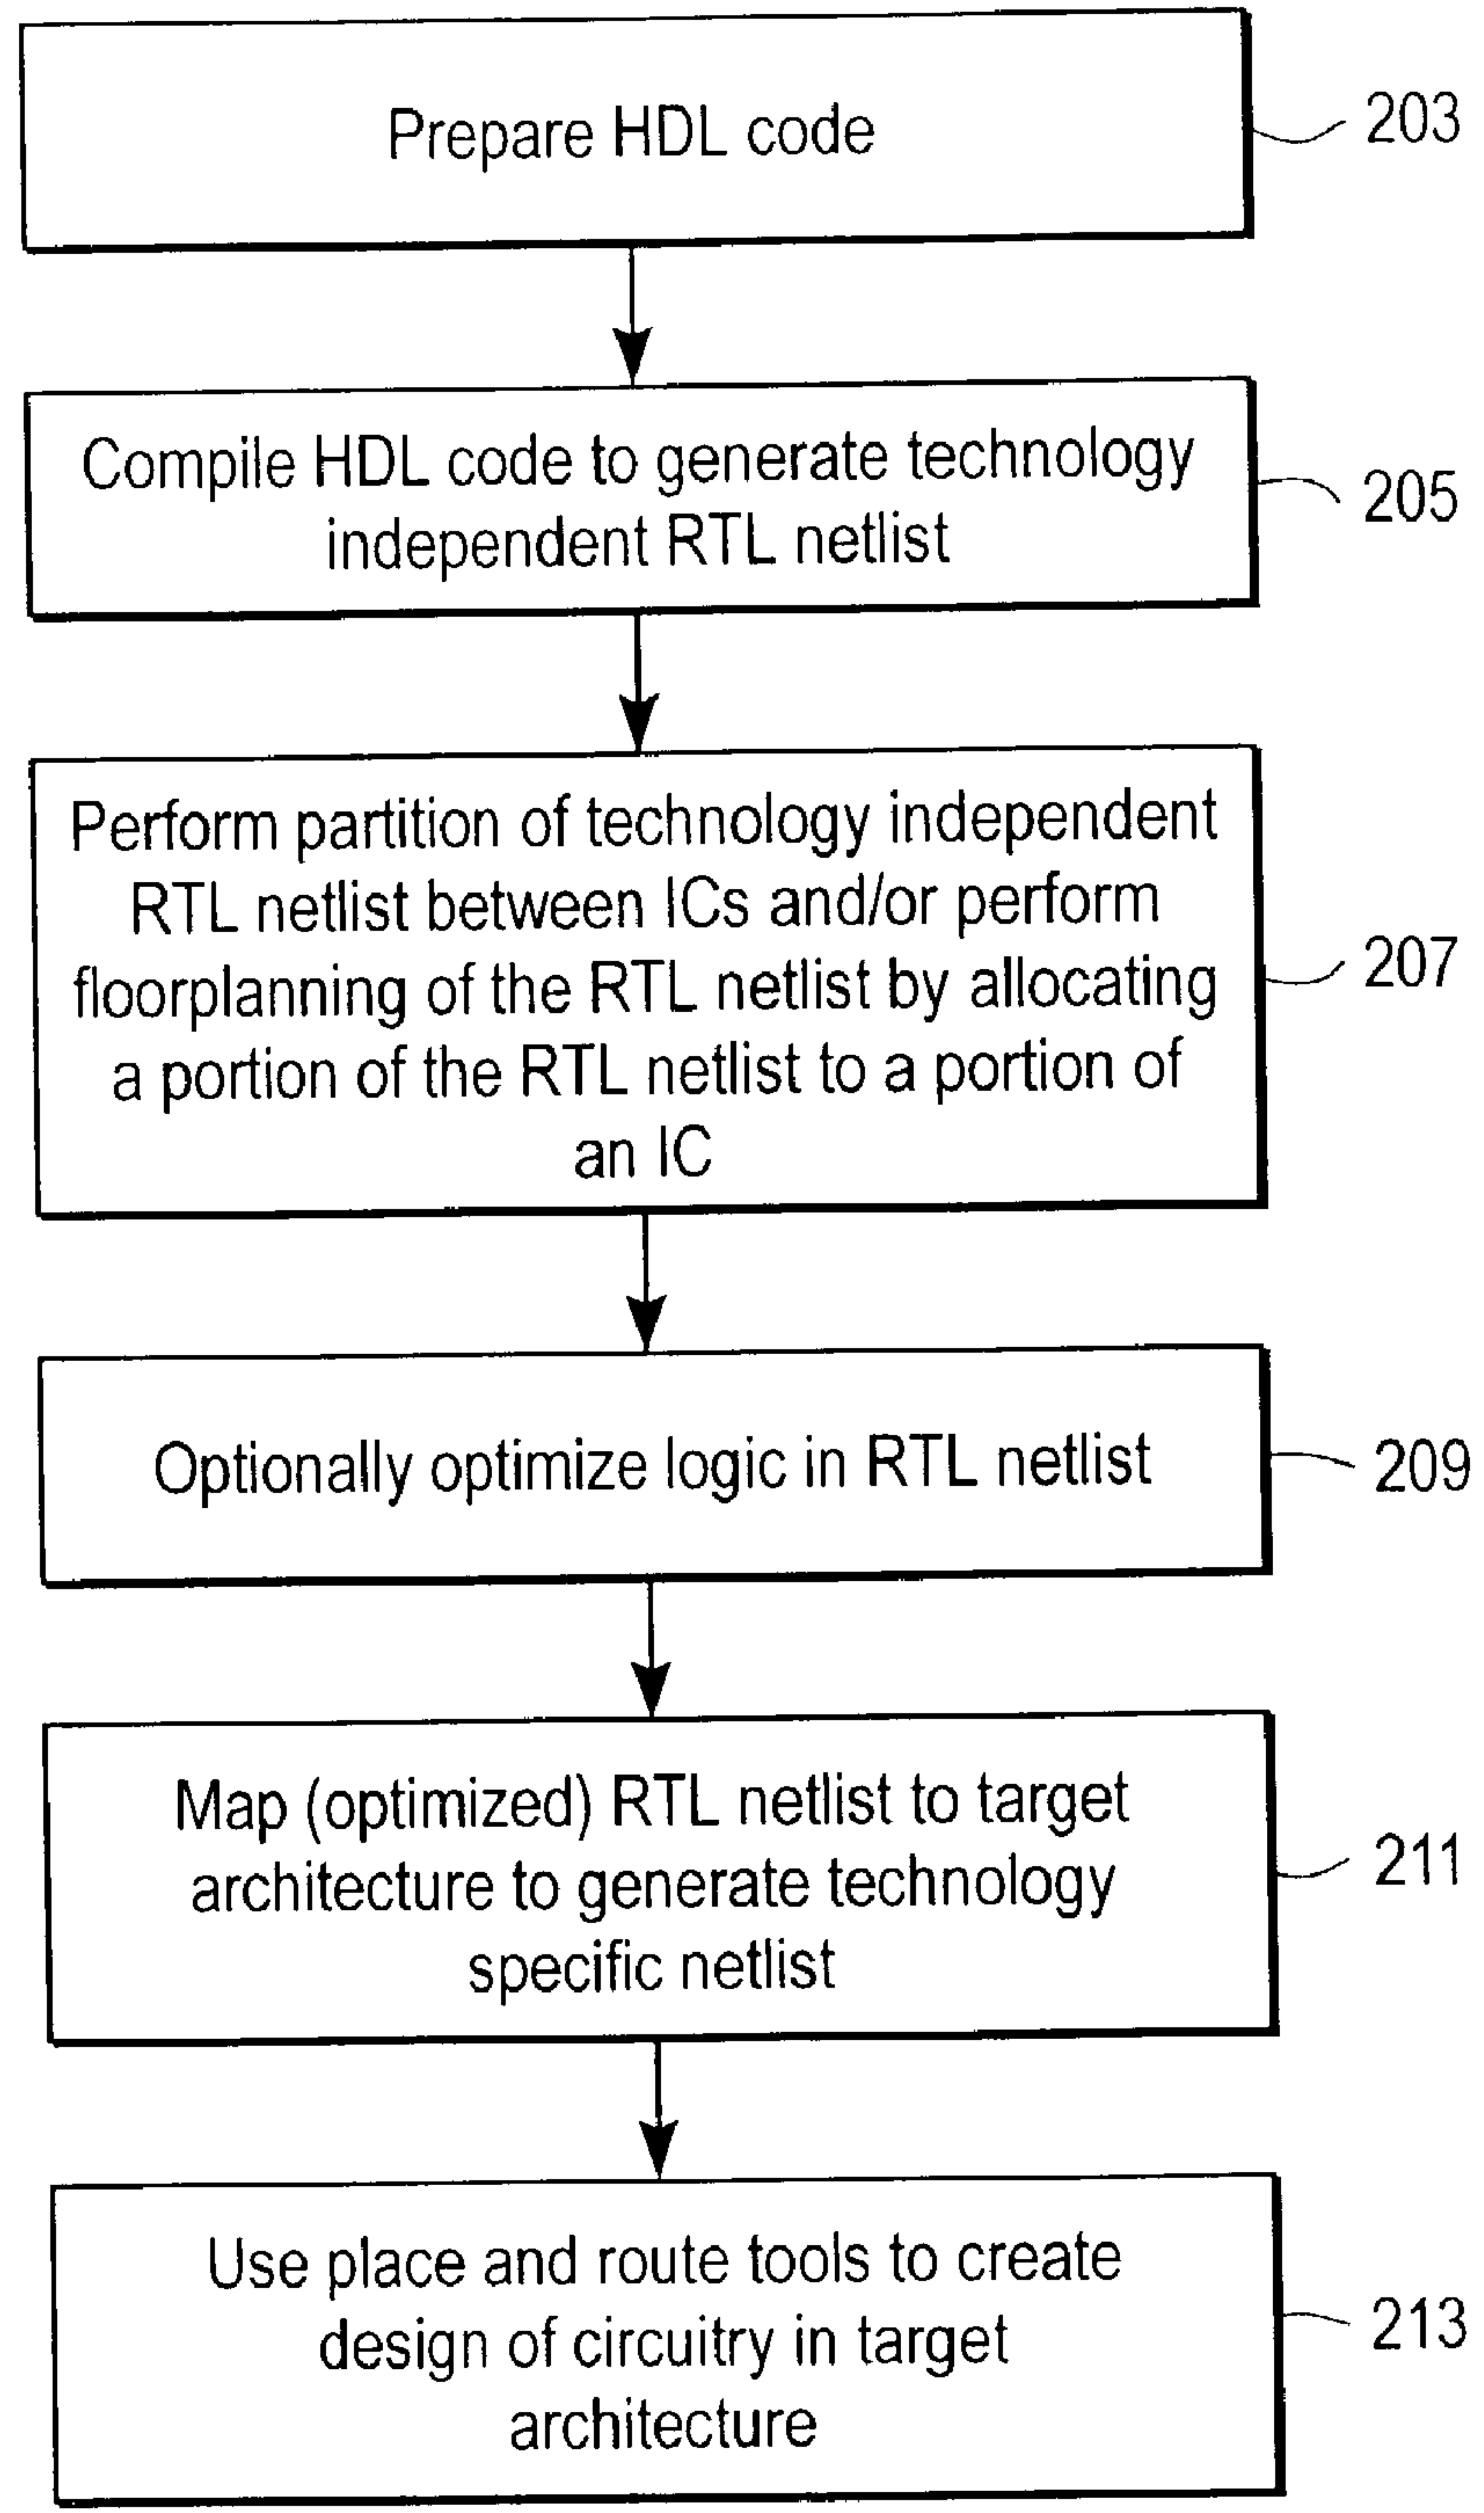 Prepare HDL code
203
Compile HDL code to generate technology
independent RTL netlist
205
Perform partition of technology independent
RTL netlist between ICs and/or perform
floorplanning of the RTL netlist by allocating
a portion of the RTL netlist to a portion of
an IC
207
Optionally optimize logic in RTL netlist
209
Map (optimized) RTL netlist to target
architecture to generate technology
specific netlist
211
Use place and route tools to create
design of circuitry in target
architecture
213